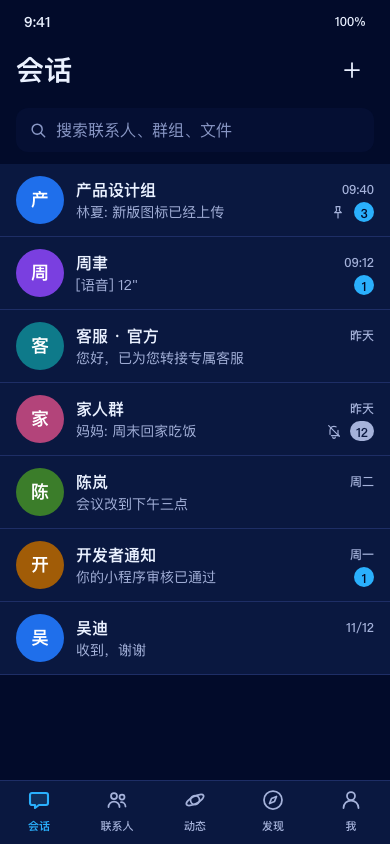 9:41
100%
会话
搜索联系人、群组、文件
产
产品设计组
09:40
林夏: 新版图标已经上传
3
周
周聿
09:12
[语音] 12"
1
客
客服 · 官方
昨天
您好，已为您转接专属客服
家
家人群
昨天
妈妈: 周末回家吃饭
12
陈
陈岚
周二
会议改到下午三点
开
开发者通知
周一
你的小程序审核已通过
1
吴
吴迪
11/12
收到，谢谢
会话
联系人
动态
发现
我